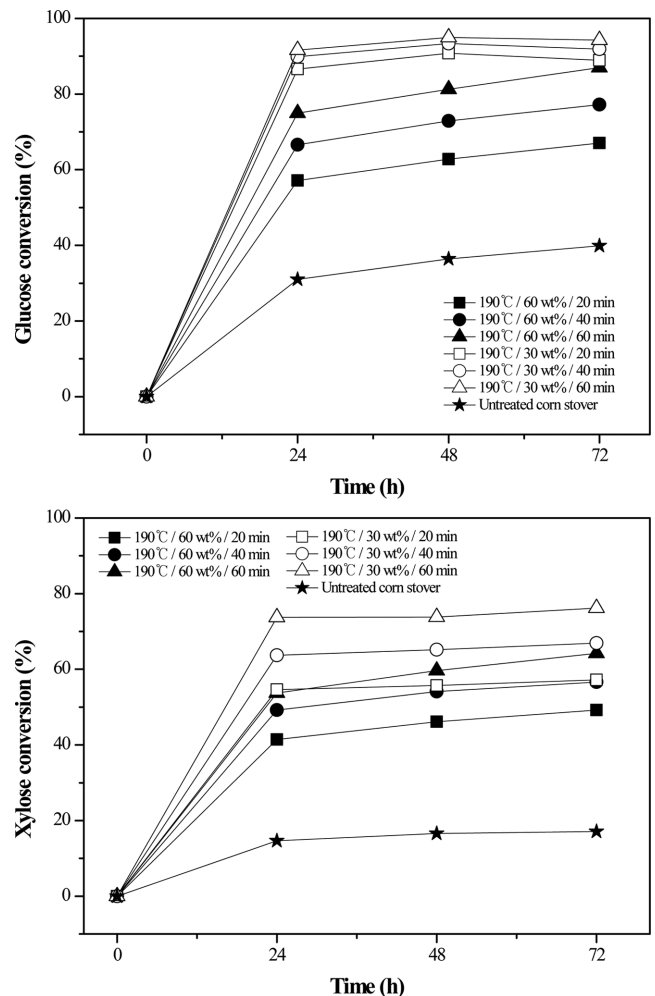 100
80
60
40
20
0
Glucose conversion (%)
190℃ / 60 wt% / 20 min
190℃ / 60 wt% / 40 min
190℃ / 60 wt% / 60 min
190℃ / 30 wt% / 20 min
190℃ / 30 wt% / 40 min
190℃ / 30 wt% / 60 min
Untreated corn stover
0 24 48 72
Time (h)
100
80
60
40
20
0
Xylose conversion (%)
190℃ / 60 wt% / 20 min 190℃ / 30 wt% / 20 min
190℃ / 60 wt% / 40 min 190℃ / 30 wt% / 40 min
190℃ / 60 wt% / 60 min 190℃ / 30 wt% / 60 min
Untreated corn stover
0 24 48 72
Time (h)